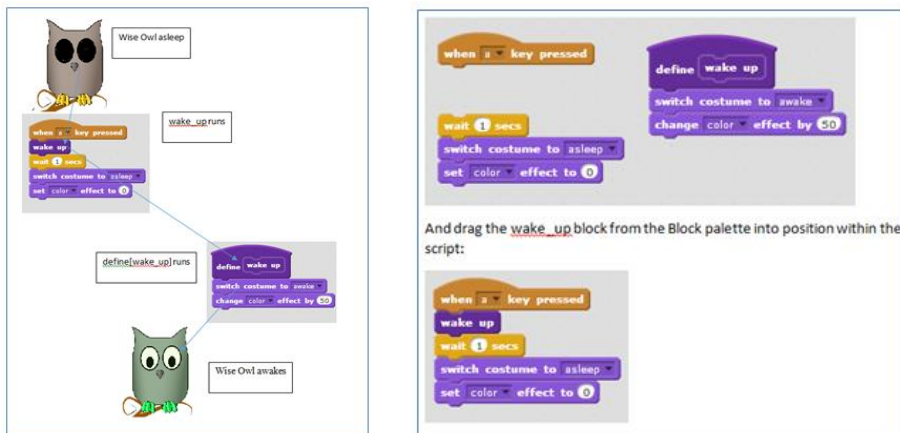 Wise Owl asleep
wake_up runs
when a key pressed
wake up
wait 1 secs
switch costume to asleep
set color effect to 0
define[wake_up] runs
define wake up
switch costume to awake
change color effect by 50
Wise Owl awakes
when a key pressed
define wake up
switch costume to awake
change color effect by 50
wait 1 secs
switch costume to asleep
set color effect to 0
And drag the wake_up block from the Block palette into position within the
script:
when a key pressed
wake up
wait 1 secs
switch costume to asleep
set color effect to 0